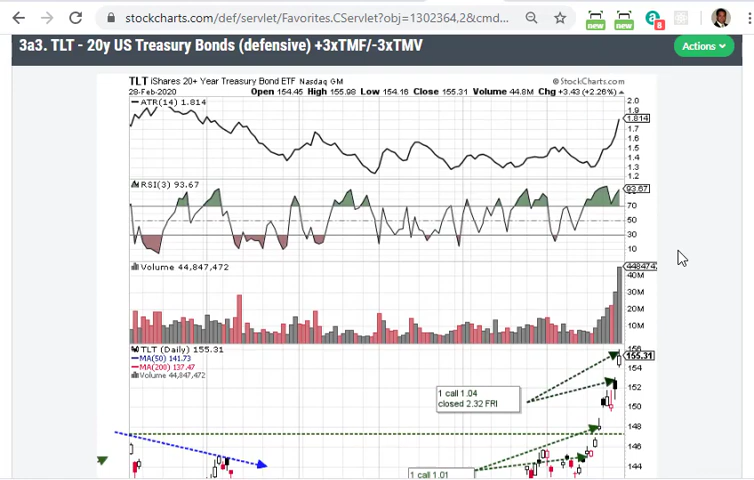 stockcharts.com/def/servlet/Favorites.CServlet?obj=1302364,2&cmd...
new
new
8
3a3. TLT - 20y US Treasury Bonds (defensive) +3xTMF/-3xTMV
Actions
TLT iShares 20+ Year Treasury Bond ETF Nasdaq GM
© StockCharts.com
28-Feb-2020
Open 154.45 High 155.98 Low 154.16 Close 155.31 Volume 44.8M Chg +3.43 (+2.26%)
ATR(14) 1.814
2.0
1.9
1.814
1.7
1.6
1.5
1.4
1.3
1.2
RSI(3) 93.67
93.67
70
50
30
10
Volume 44,847,472
40M
30M
20M
10M
TLT (Daily) 155.31
MA(50) 141.73
MA(200) 137.47
Volume 44,847,472
156
155.31
154
152
150
148
146
144
1 call 1.04
closed 2.32 FRI
1 call 1.01